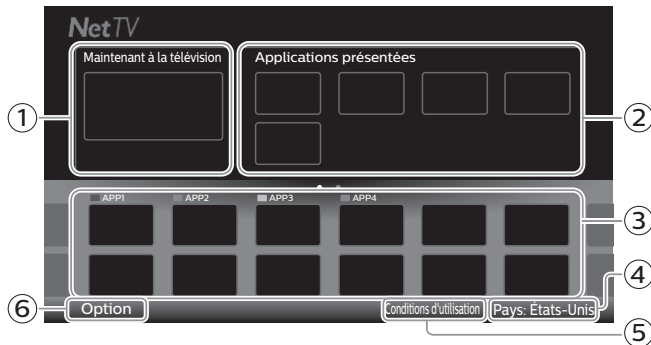 NetTV
Maintenant à la télévision
Applications présentées
1
2
APP1
APP2
APP3
APP4
3
4
6
Option
Conditions d'utilisation
Pays: États-Unis
5